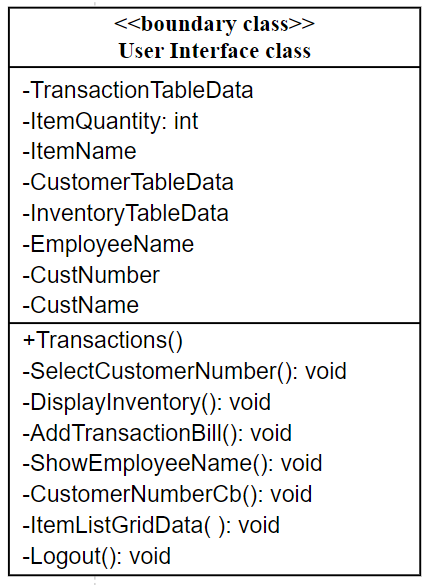 <<boundary class>>
User Interface class
-TransactionTableData
-ItemQuantity: int
-ItemName
-CustomerTableData
-InventoryTableData
-EmployeeName
-CustNumber
-CustName
+Transactions()
-SelectCustomerNumber(): void
-DisplayInventory(): void
-AddTransactionBill(): void
-ShowEmployeeName(): void
-CustomerNumberCb(): void
-ItemListGridData( ): void
-Logout(): void